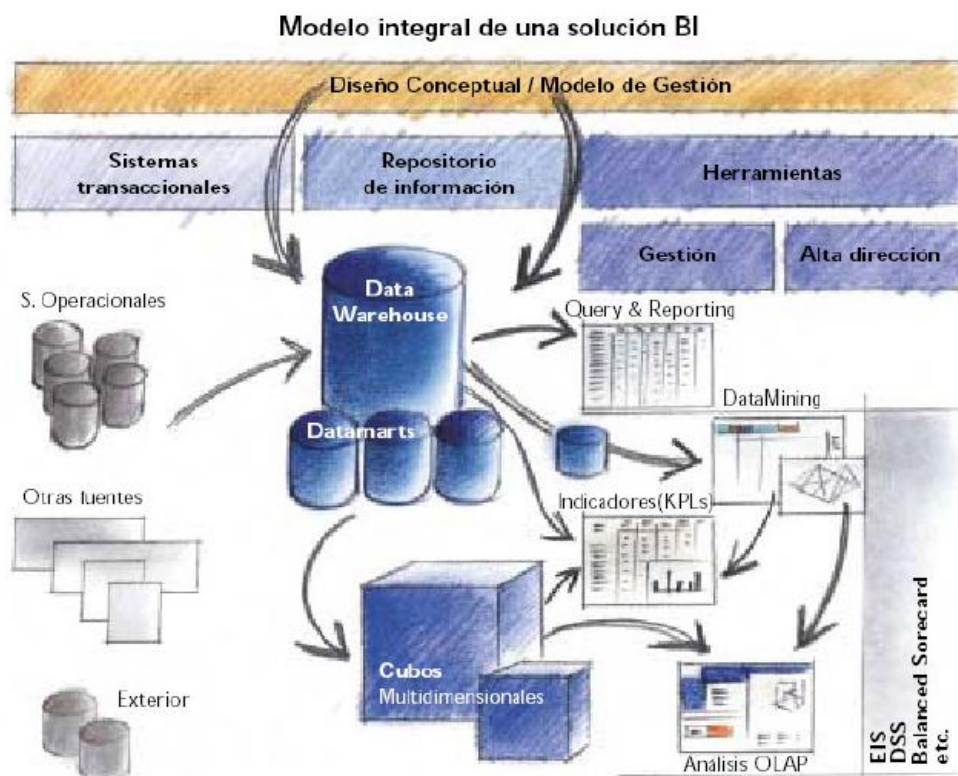 Modelo integral de una solución BI
Diseño Conceptual / Modelo de Gestión
Sistemas
transaccionales
Repositorio
de información
Herramientas
Gestión
Alta dirección
S. Operacionales
Data
Warehouse
Query & Reporting
DataMining
Datamarts
Otras fuentes
Indicadores(KPLs)
Cubos
Multidimensionales
Exterior
Análisis OLAP
EIS
DSS
Balanced Sorecard
etc.